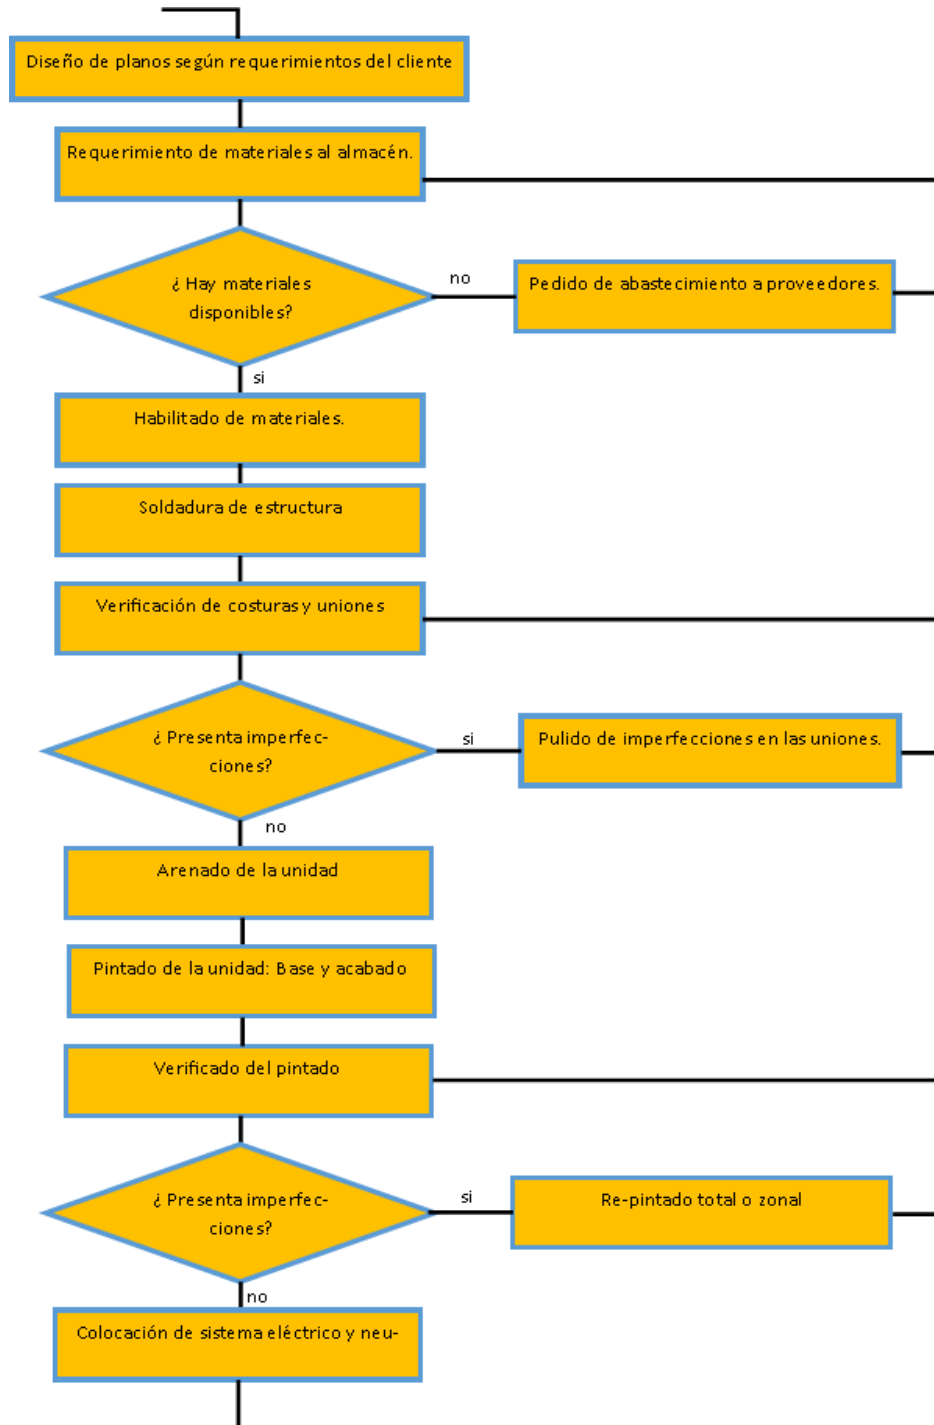 Diseño de planos según requerimientos del cliente
Requerimiento de materiales al almacén.
¿ Hay materiales
disponibles?
no
Pedido de abastecimiento a proveedores.
si
Habilitado de materiales.
Soldadura de estructura
Verificación de costuras y uniones
¿ Presenta imperfec-
ciones?
si
Pulido de imperfecciones en las uniones.
no
Arenado de la unidad
Pintado de la unidad: Base y acabado
Verificado del pintado
¿ Presenta imperfec-
ciones?
si
Re-pintado total o zonal
no
Colocación de sistema eléctrico y neu-